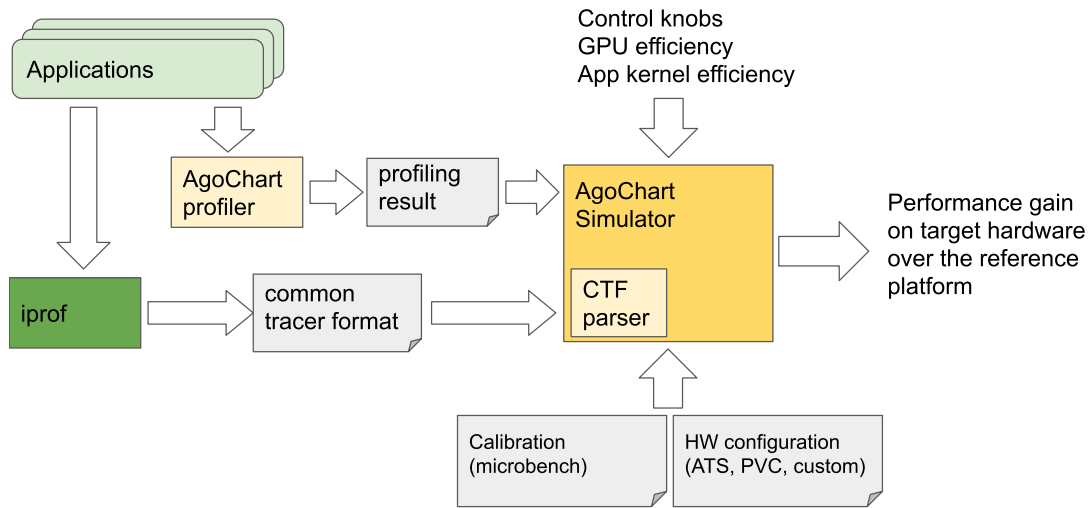 Control knobs
GPU efficiency
App kernel efficiency
Applications
AgoChart
profiler
profiling
result
AgoChart
Simulator
Performance gain
on target hardware
over the reference
platform
iprof
common
tracer format
CTF
parser
Calibration
(microbench)
HW configuration
(ATS, PVC, custom)